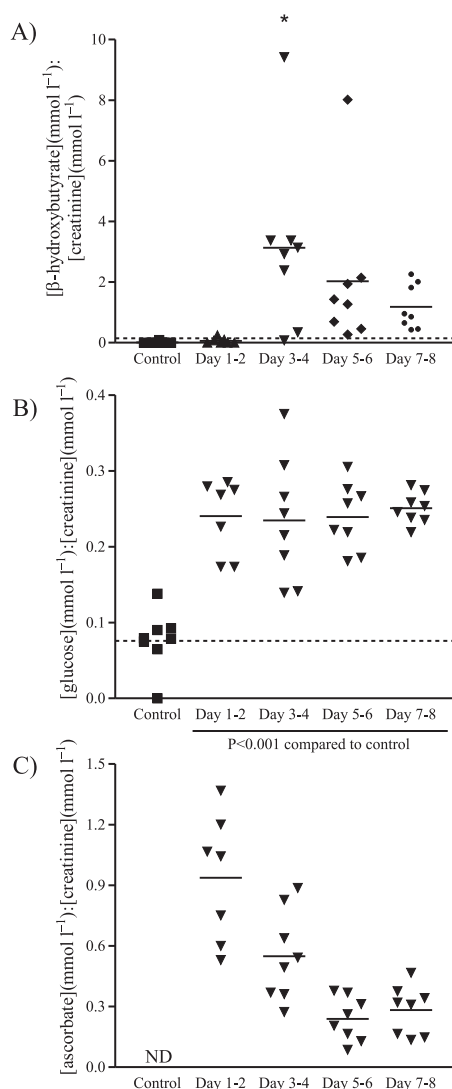 A)
*
[β-hydroxybutyrate](mmol l⁻¹):
[creatinine](mmol l⁻¹)
10
8
6
4
2
0
Control Day 1-2 Day 3-4 Day 5-6 Day 7-8
B)
[glucose](mmol l⁻¹):[creatinine](mmol l⁻¹)
0.4
0.3
0.2
0.1
0.0
Control Day 1-2 Day 3-4 Day 5-6 Day 7-8
P<0.001 compared to control
C)
[ascorbate](mmol l⁻¹):[creatinine](mmol l⁻¹)
1.5
1.2
0.9
0.6
0.3
0.0
ND
Control Day 1-2 Day 3-4 Day 5-6 Day 7-8